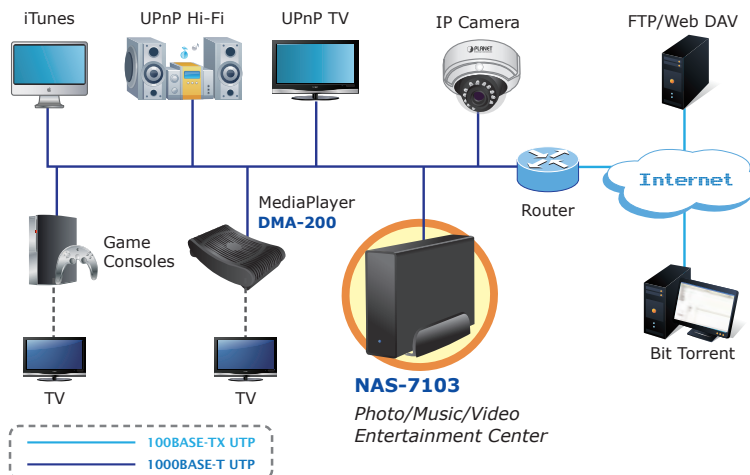 iTunes
UPnP Hi-Fi
UPnP TV
IP Camera
FTP/Web DAV
PLANET
MediaPlayer
DMA-200
Game
Consoles
Router
Internet
TV
TV
NAS-7103
Photo/Music/Video
Entertainment Center
Bit Torrent
100BASE-TX UTP
1000BASE-T UTP